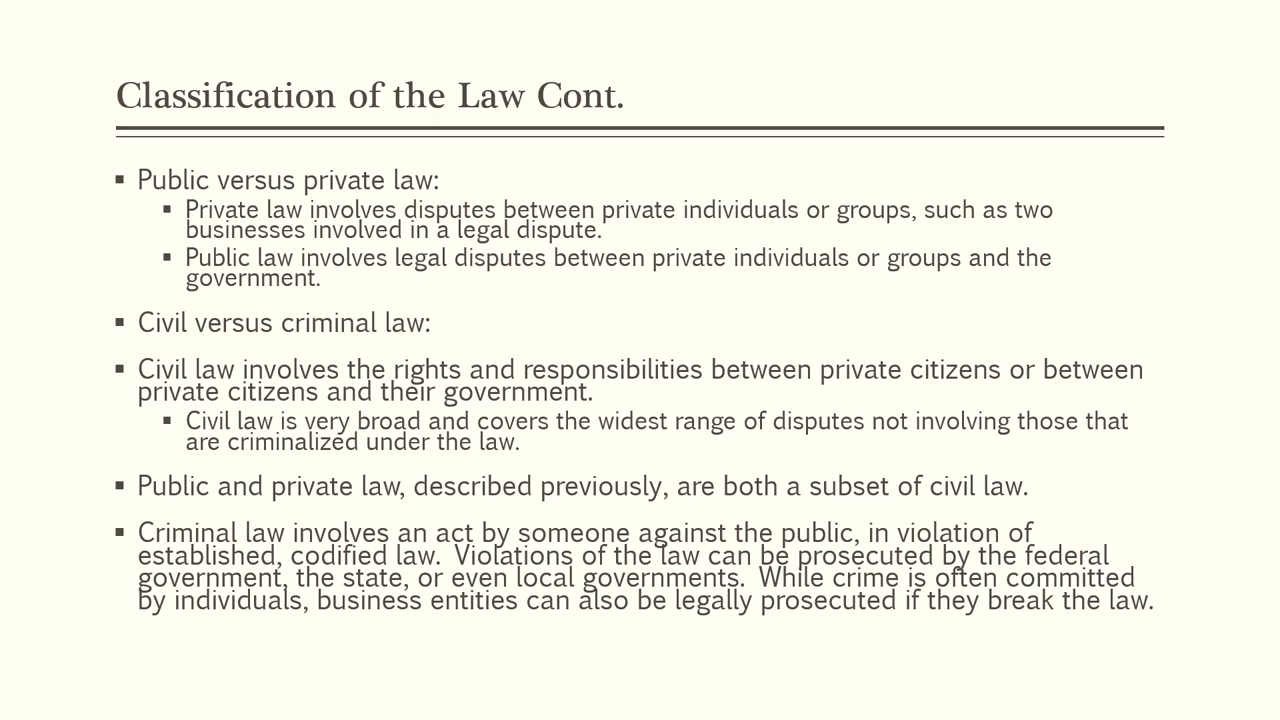 Classification of the Law Cont.
▪ Public versus private law:
▪ Private law involves disputes between private individuals or groups, such as two
businesses involved in a legal dispute.
▪ Public law involves legal disputes between private individuals or groups and the
government.
▪ Civil versus criminal law:
▪ Civil law involves the rights and responsibilities between private citizens or between
private citizens and their government.
▪ Civil law is very broad and covers the widest range of disputes not involving those that
are criminalized under the law.
▪ Public and private law, described previously, are both a subset of civil law.
▪ Criminal law involves an act by someone against the public, in violation of
established, codified law.  Violations of the law can be prosecuted by the federal
government, the state, or even local governments.  While crime is often committed
by individuals, business entities can also be legally prosecuted if they break the law.